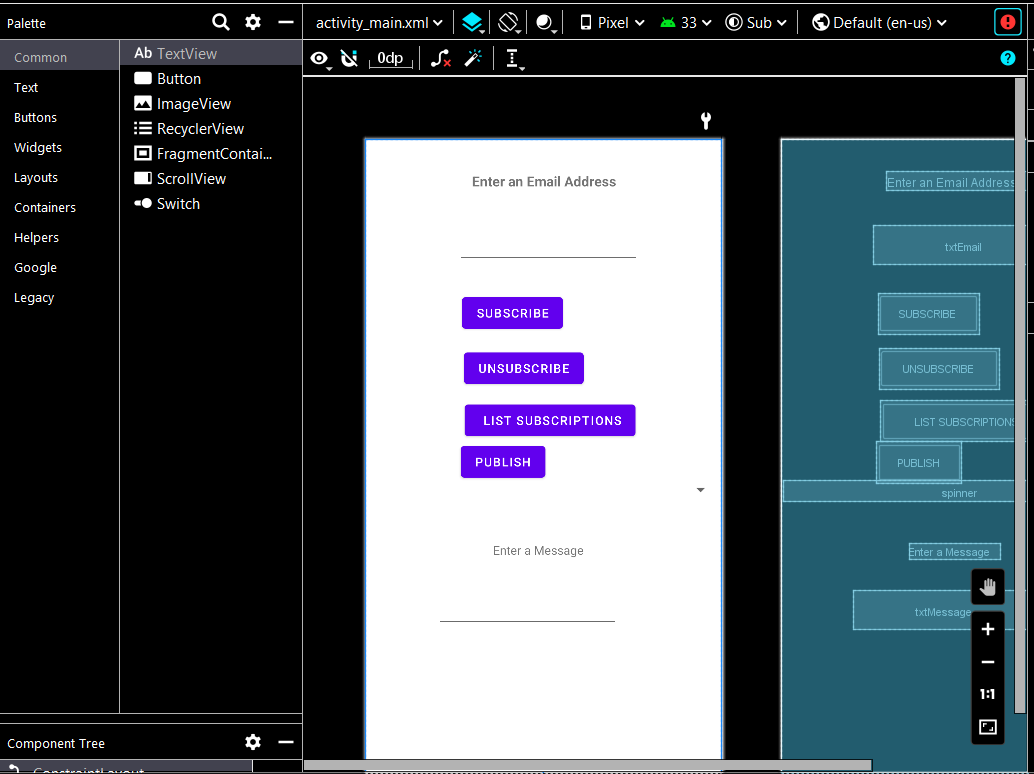 Palette
activity_main.xml
Pixel
33
Sub
Default (en-us)
0dp
Common
Text
Buttons
Widgets
Layouts
Containers
Helpers
Google
Legacy
Ab TextView
Button
ImageView
RecyclerView
FragmentContai...
ScrollView
Switch
Enter an Email Address
SUBSCRIBE
UNSUBSCRIBE
LIST SUBSCRIPTIONS
PUBLISH
Enter a Message
Enter an Email Address
txtEmail
SUBSCRIBE
UNSUBSCRIBE
LIST SUBSCRIPTIONS
PUBLISH
spinner
Enter a Message
txtMessage
1:1
Component Tree
ConstraintLayout